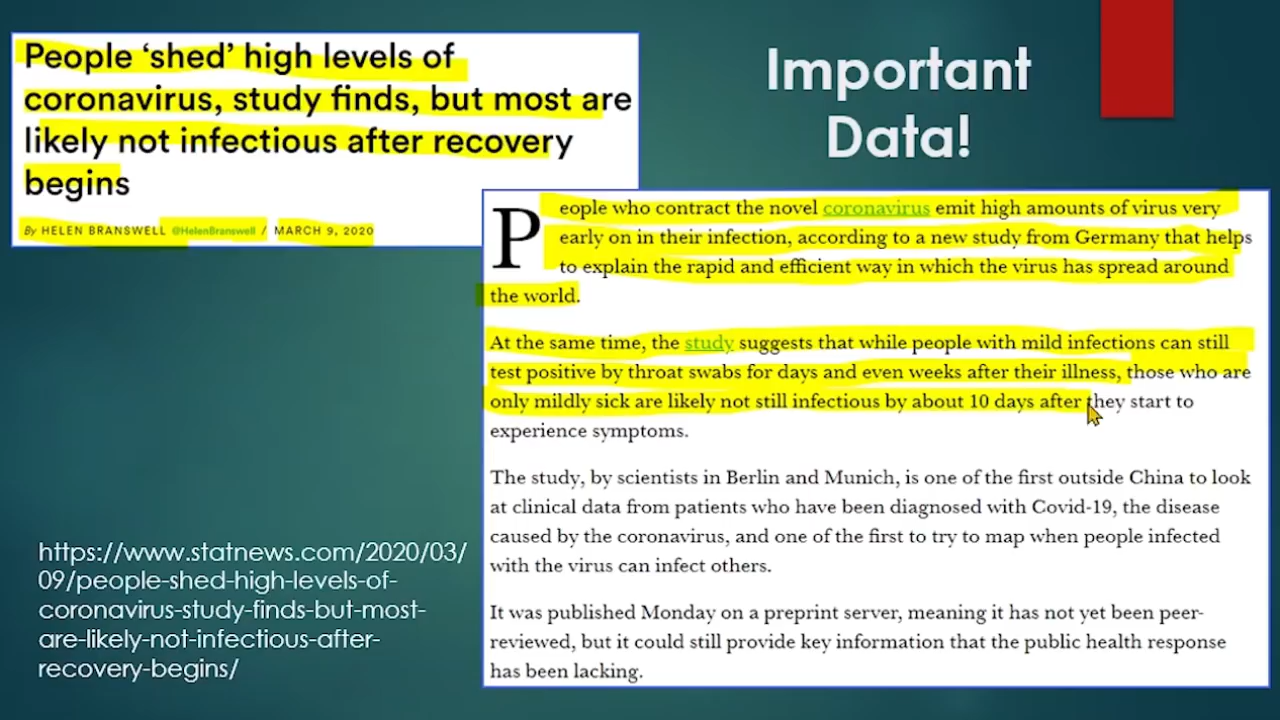 People ‘shed’ high levels of
coronavirus, study finds, but most are
likely not infectious after recovery
begins
By HELEN BRANSWELL @HelenBranswell / MARCH 9, 2020
Important
Data!
People who contract the novel coronavirus emit high amounts of virus very
early on in their infection, according to a new study from Germany that helps
to explain the rapid and efficient way in which the virus has spread around
the world.
At the same time, the study suggests that while people with mild infections can still
test positive by throat swabs for days and even weeks after their illness, those who are
only mildly sick are likely not still infectious by about 10 days after they start to
experience symptoms.
The study, by scientists in Berlin and Munich, is one of the first outside China to look
at clinical data from patients who have been diagnosed with Covid-19, the disease
caused by the coronavirus, and one of the first to try to map when people infected
with the virus can infect others.
It was published Monday on a preprint server, meaning it has not yet been peer-
reviewed, but it could still provide key information that the public health response
has been lacking.
https://www.statnews.com/2020/03/
09/people-shed-high-levels-of-
coronavirus-study-finds-but-most-
are-likely-not-infectious-after-
recovery-begins/